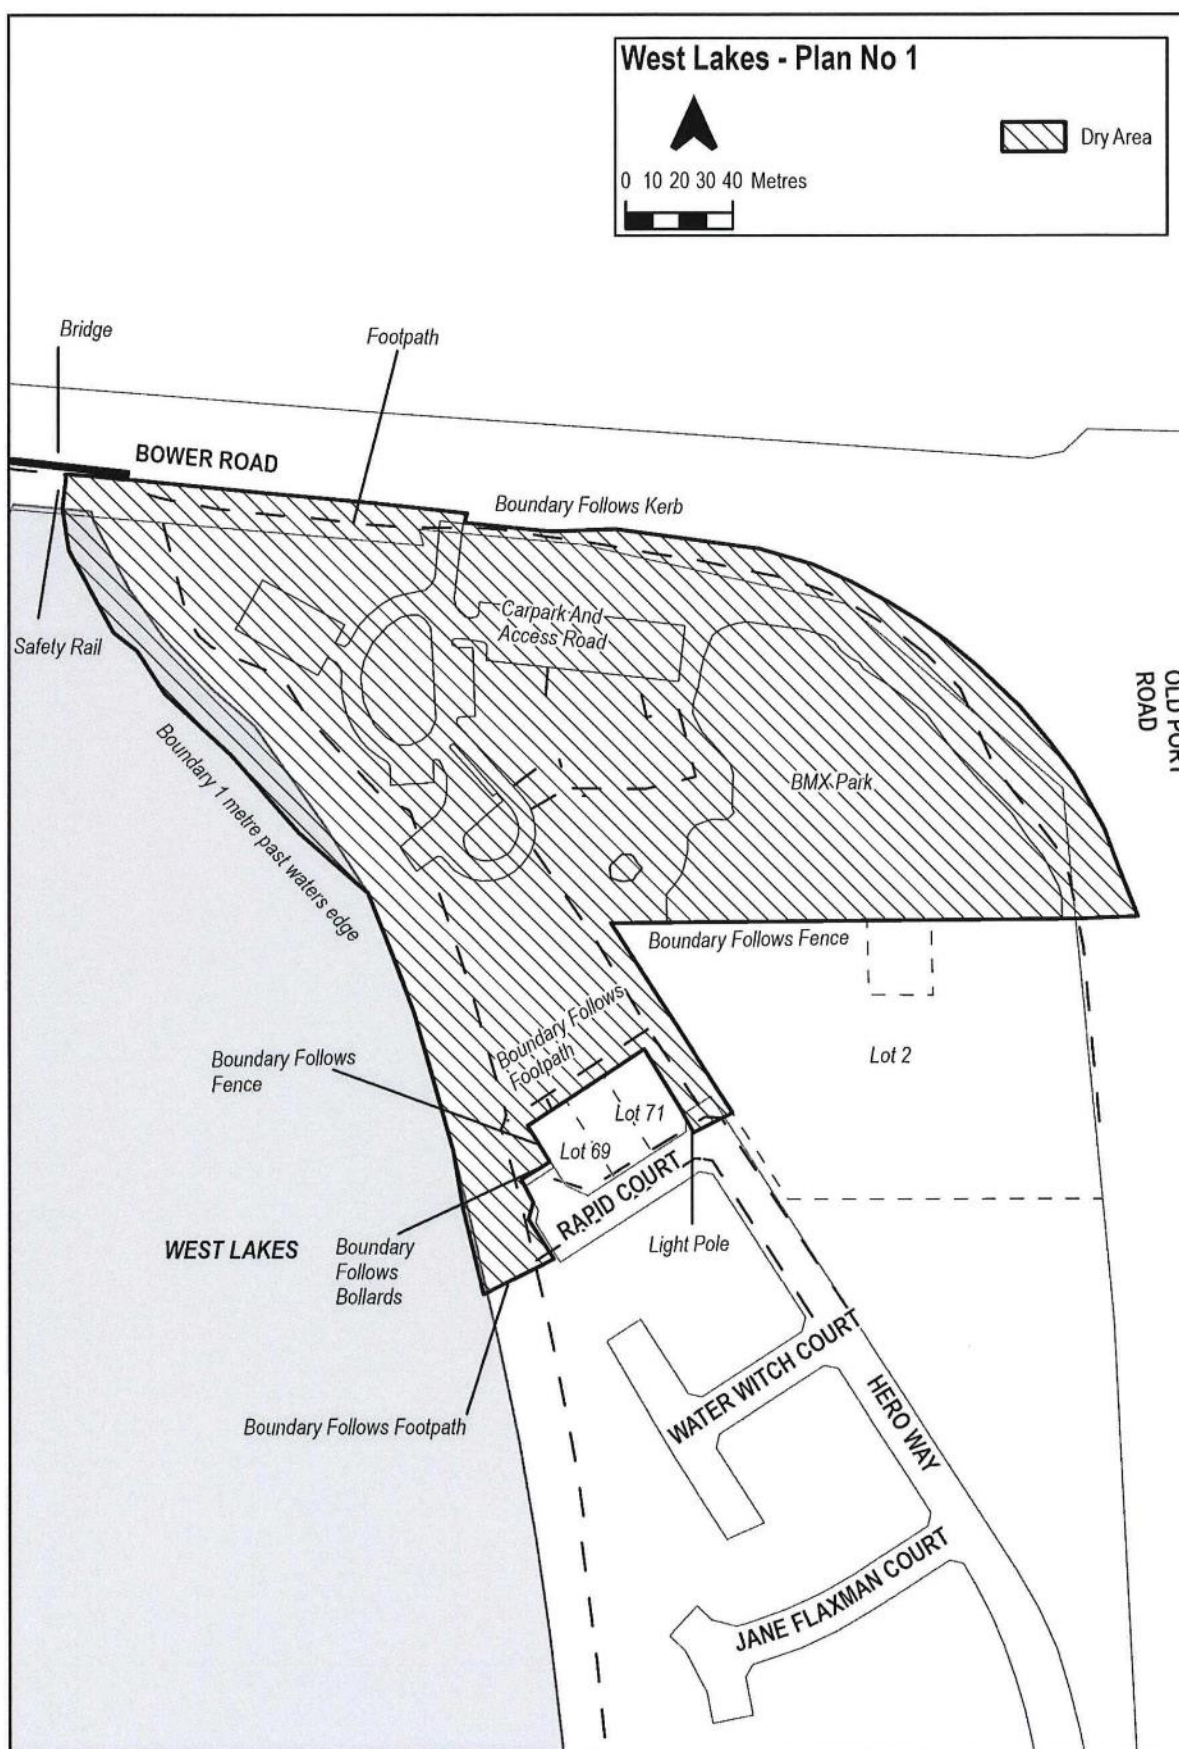 West Lakes - Plan No 1
Dry Area
0 10 20 30 40 Metres
Bridge
Footpath
BOWER ROAD
Boundary Follows Kerb
Carpark And
Access Road
Safety Rail
OLD PORT
ROAD
Boundary 1 metre past waters edge
BMX Park
Boundary Follows Fence
Boundary Follows
Footpath
Boundary Follows
Fence
Lot 2
Lot 71
Lot 69
RAPID COURT
WEST LAKES
Boundary
Follows
Bollards
Light Pole
WATER WITCH COURT
HERO WAY
Boundary Follows Footpath
JANE FLAXMAN COURT